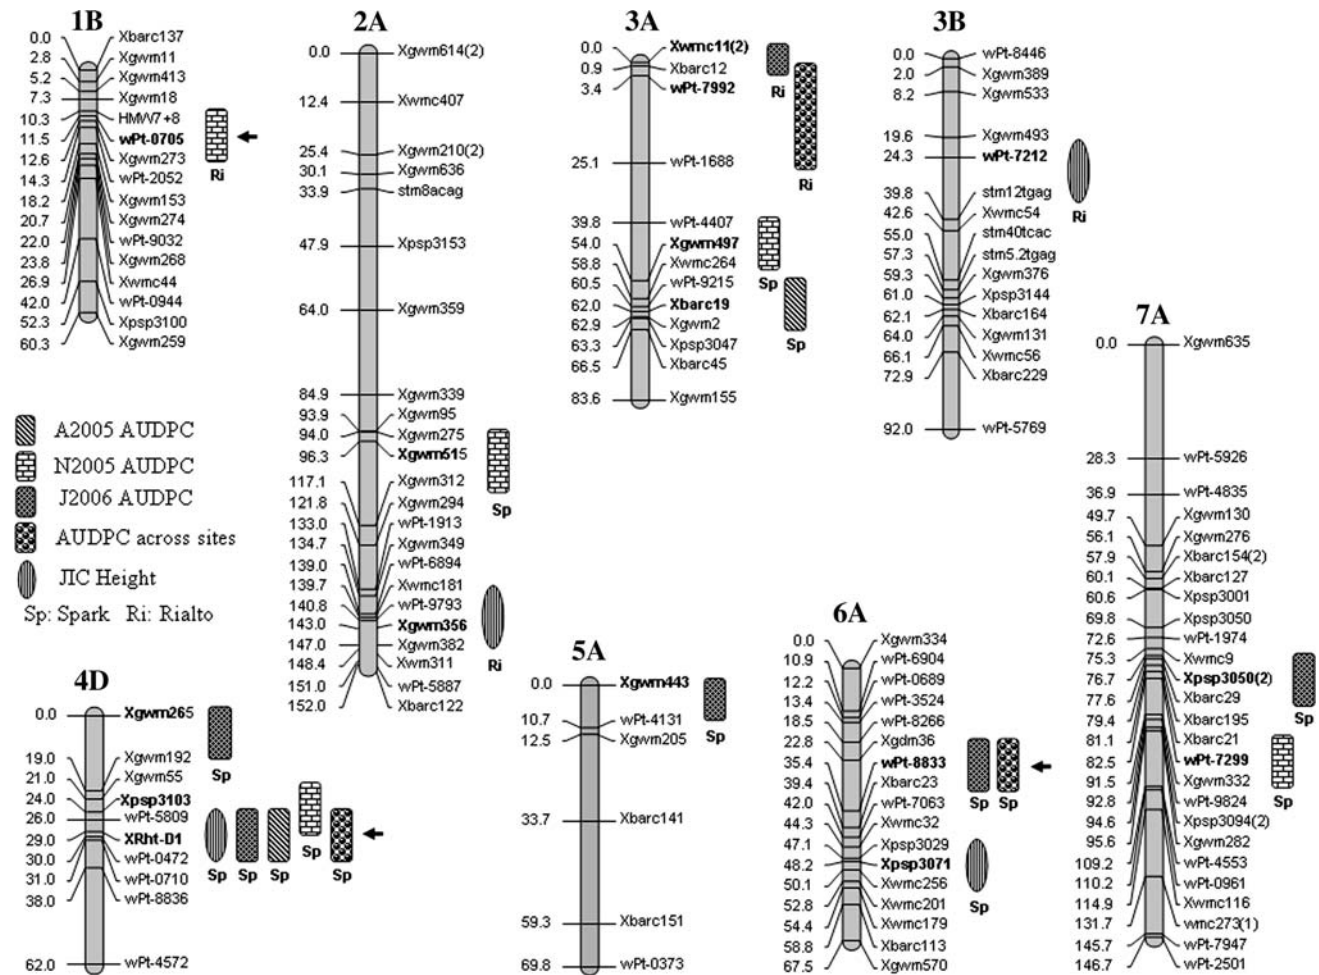 1B
0.0 Xbarc137
2.8 Xgwm11
5.2 Xgwm413
7.3 Xgwm18
10.3 HMW7+8
11.5 wPt-0705
12.6 Xgwm273
14.3 wPt-2052
18.2 Xgwm153
20.7 Xgwm274
22.0 wPt-9032
23.8 Xgwm268
26.9 Xwmc44
42.0 wPt-0944
52.3 Xpsp3100
60.3 Xgwm259
Ri
2A
0.0 Xgwm614(2)
12.4 Xwmc407
25.4 Xgwm210(2)
30.1 Xgwm636
33.9 stm8acag
47.9 Xpsp3153
64.0 Xgwm359
84.9 Xgwm339
93.9 Xgwm95
94.0 Xgwm275
96.3 Xgwm515
117.1 Xgwm312
121.8 Xgwm294
133.0 wPt-1913
134.7 Xgwm349
139.0 wPt-6894
139.7 Xwmc181
140.8 wPt-9793
143.0 Xgwm356
147.0 Xgwm382
148.4 Xwm311
151.0 wPt-5887
152.0 Xbarc122
Sp
Ri
3A
0.0 Xwmc11(2)
0.9 Xbarc12
3.4 wPt-7992
25.1 wPt-1688
39.8 wPt-4407
54.0 Xgwm497
58.8 Xwmc264
60.5 wPt-9215
62.0 Xbarc19
62.9 Xgwm2
63.3 Xpsp3047
66.5 Xbarc45
83.6 Xgwm155
Ri
Ri
Sp
Sp
3B
0.0 wPt-8446
2.0 Xgwm389
8.2 Xgwm533
19.6 Xgwm493
24.3 wPt-7212
39.8 stm12tgag
42.6 Xwmc54
55.0 stm40tcac
57.3 stm5.2tgag
59.3 Xgwm376
61.0 Xpsp3144
62.1 Xbarc164
64.0 Xgwm131
66.1 Xwmc56
72.9 Xbarc229
92.0 wPt-5769
Ri
A2005 AUDPC
N2005 AUDPC
J2006 AUDPC
AUDPC across sites
JIC Height
Sp: Spark Ri: Rialto
4D
0.0 Xgwm265
19.0 Xgwm192
21.0 Xgwm55
24.0 Xpsp3103
26.0 wPt-5809
29.0 XRht-D1
30.0 wPt-0472
31.0 wPt-0710
38.0 wPt-8836
62.0 wPt-4572
Sp
Sp
Sp Sp Sp Sp
5A
0.0 Xgwm443
10.7 wPt-4131
12.5 Xgwm205
33.7 Xbarc141
59.3 Xbarc151
69.8 wPt-0373
Sp
6A
0.0 Xgwm334
10.9 wPt-6904
12.2 wPt-0689
13.4 wPt-3524
18.5 wPt-8266
22.8 Xgdm36
35.4 wPt-8833
39.4 Xbarc23
42.0 wPt-7063
44.3 Xwmc32
47.1 Xpsp3029
48.2 Xpsp3071
50.1 Xwmc256
52.8 Xwmc201
54.4 Xwmc179
58.8 Xbarc113
67.5 Xgwm570
Sp Sp
Sp
7A
0.0 Xgwm635
28.3 wPt-5926
36.9 wPt-4835
49.7 Xgwm130
56.1 Xgwm276
57.9 Xbarc154(2)
60.1 Xbarc127
60.6 Xpsp3001
69.8 Xpsp3050
72.6 wPt-1974
75.3 Xwmc9
76.7 Xpsp3050(2)
77.6 Xbarc29
79.4 Xbarc195
81.1 Xbarc21
82.5 wPt-7299
91.5 Xgwm332
92.8 wPt-9824
94.6 Xpsp3094(2)
95.6 Xgwm282
109.2 wPt-4553
110.2 wPt-0961
114.9 Xwmc116
131.7 wmc273(1)
145.7 wPt-7947
146.7 wPt-2501
Sp
Sp